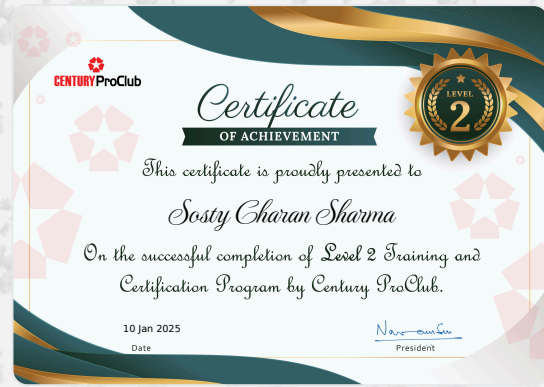 CENTURY ProClub
Certificate
OF ACHIEVEMENT
LEVEL
2
This certificate is proudly presented to
Sosty Charan Sharma
On the successful completion of Level 2 Training and
Certification Program by Century ProClub.
10 Jan 2025
Date
President